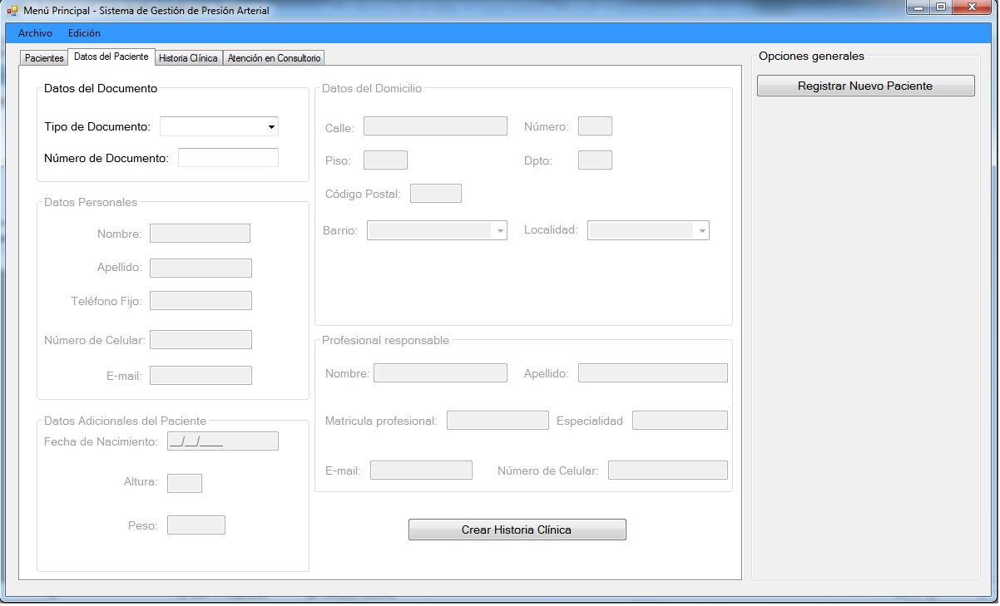 Menú Principal - Sistema de Gestión de Presión Arterial
Archivo Edición
Pacientes Datos del Paciente Historia Clínica Atención en Consultorio
Datos del Documento
Tipo de Documento:
Número de Documento:
Datos Personales
Nombre:
Apellido:
Teléfono Fijo:
Número de Celular:
E-mail:
Datos Adicionales del Paciente
Fecha de Nacimiento: __/__/____
Altura:
Peso:
Datos del Domicilio
Calle: Número:
Piso: Dpto:
Código Postal:
Barrio: Localidad:
Profesional responsable
Nombre: Apellido:
Matricula profesional: Especialidad
E-mail: Número de Celular:
Crear Historia Clínica
Opciones generales
Registrar Nuevo Paciente